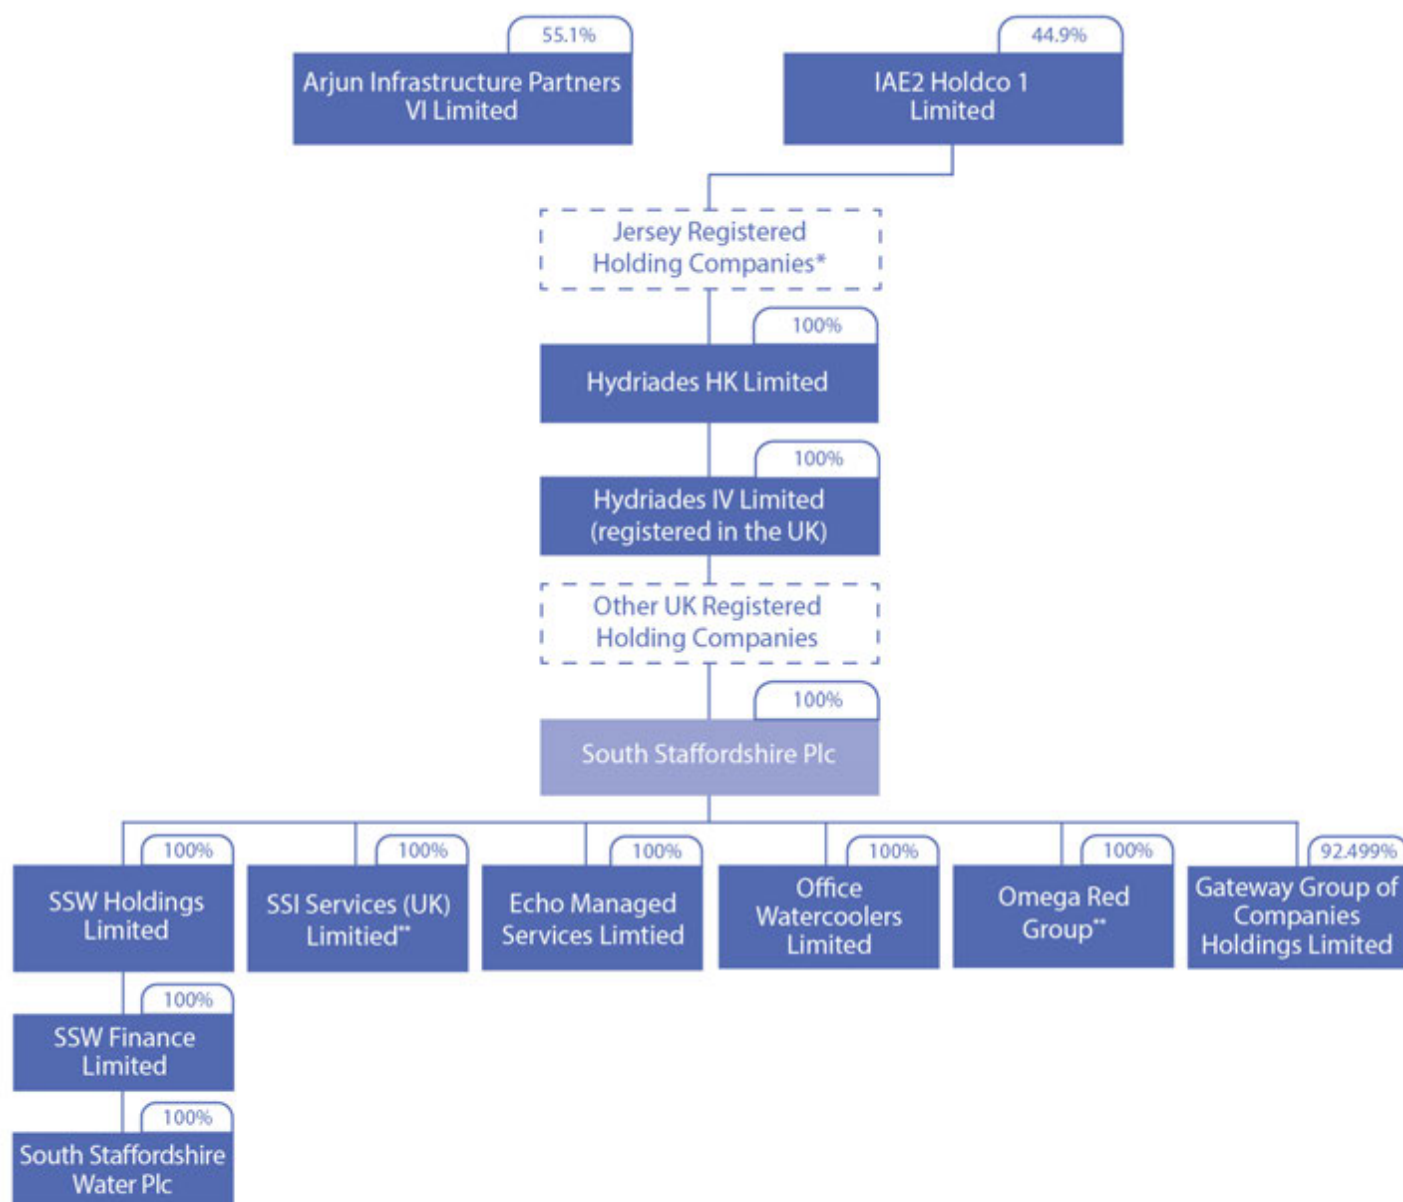 55.1%
Arjun Infrastructure Partners
VI Limited
44.9%
IAE2 Holdco 1
Limited
Jersey Registered
Holding Companies*
100%
Hydriades HK Limited
100%
Hydriades IV Limited
(registered in the UK)
Other UK Registered
Holding Companies
100%
South Staffordshire Plc
100%
SSW Holdings
Limited
100%
SSI Services (UK)
Limitied**
100%
Echo Managed
Services Limtied
100%
Office
Watercoolers
Limited
100%
Omega Red
Group**
92.499%
Gateway Group of
Companies
Holdings Limited
100%
SSW Finance
Limited
100%
South Staffordshire
Water Plc